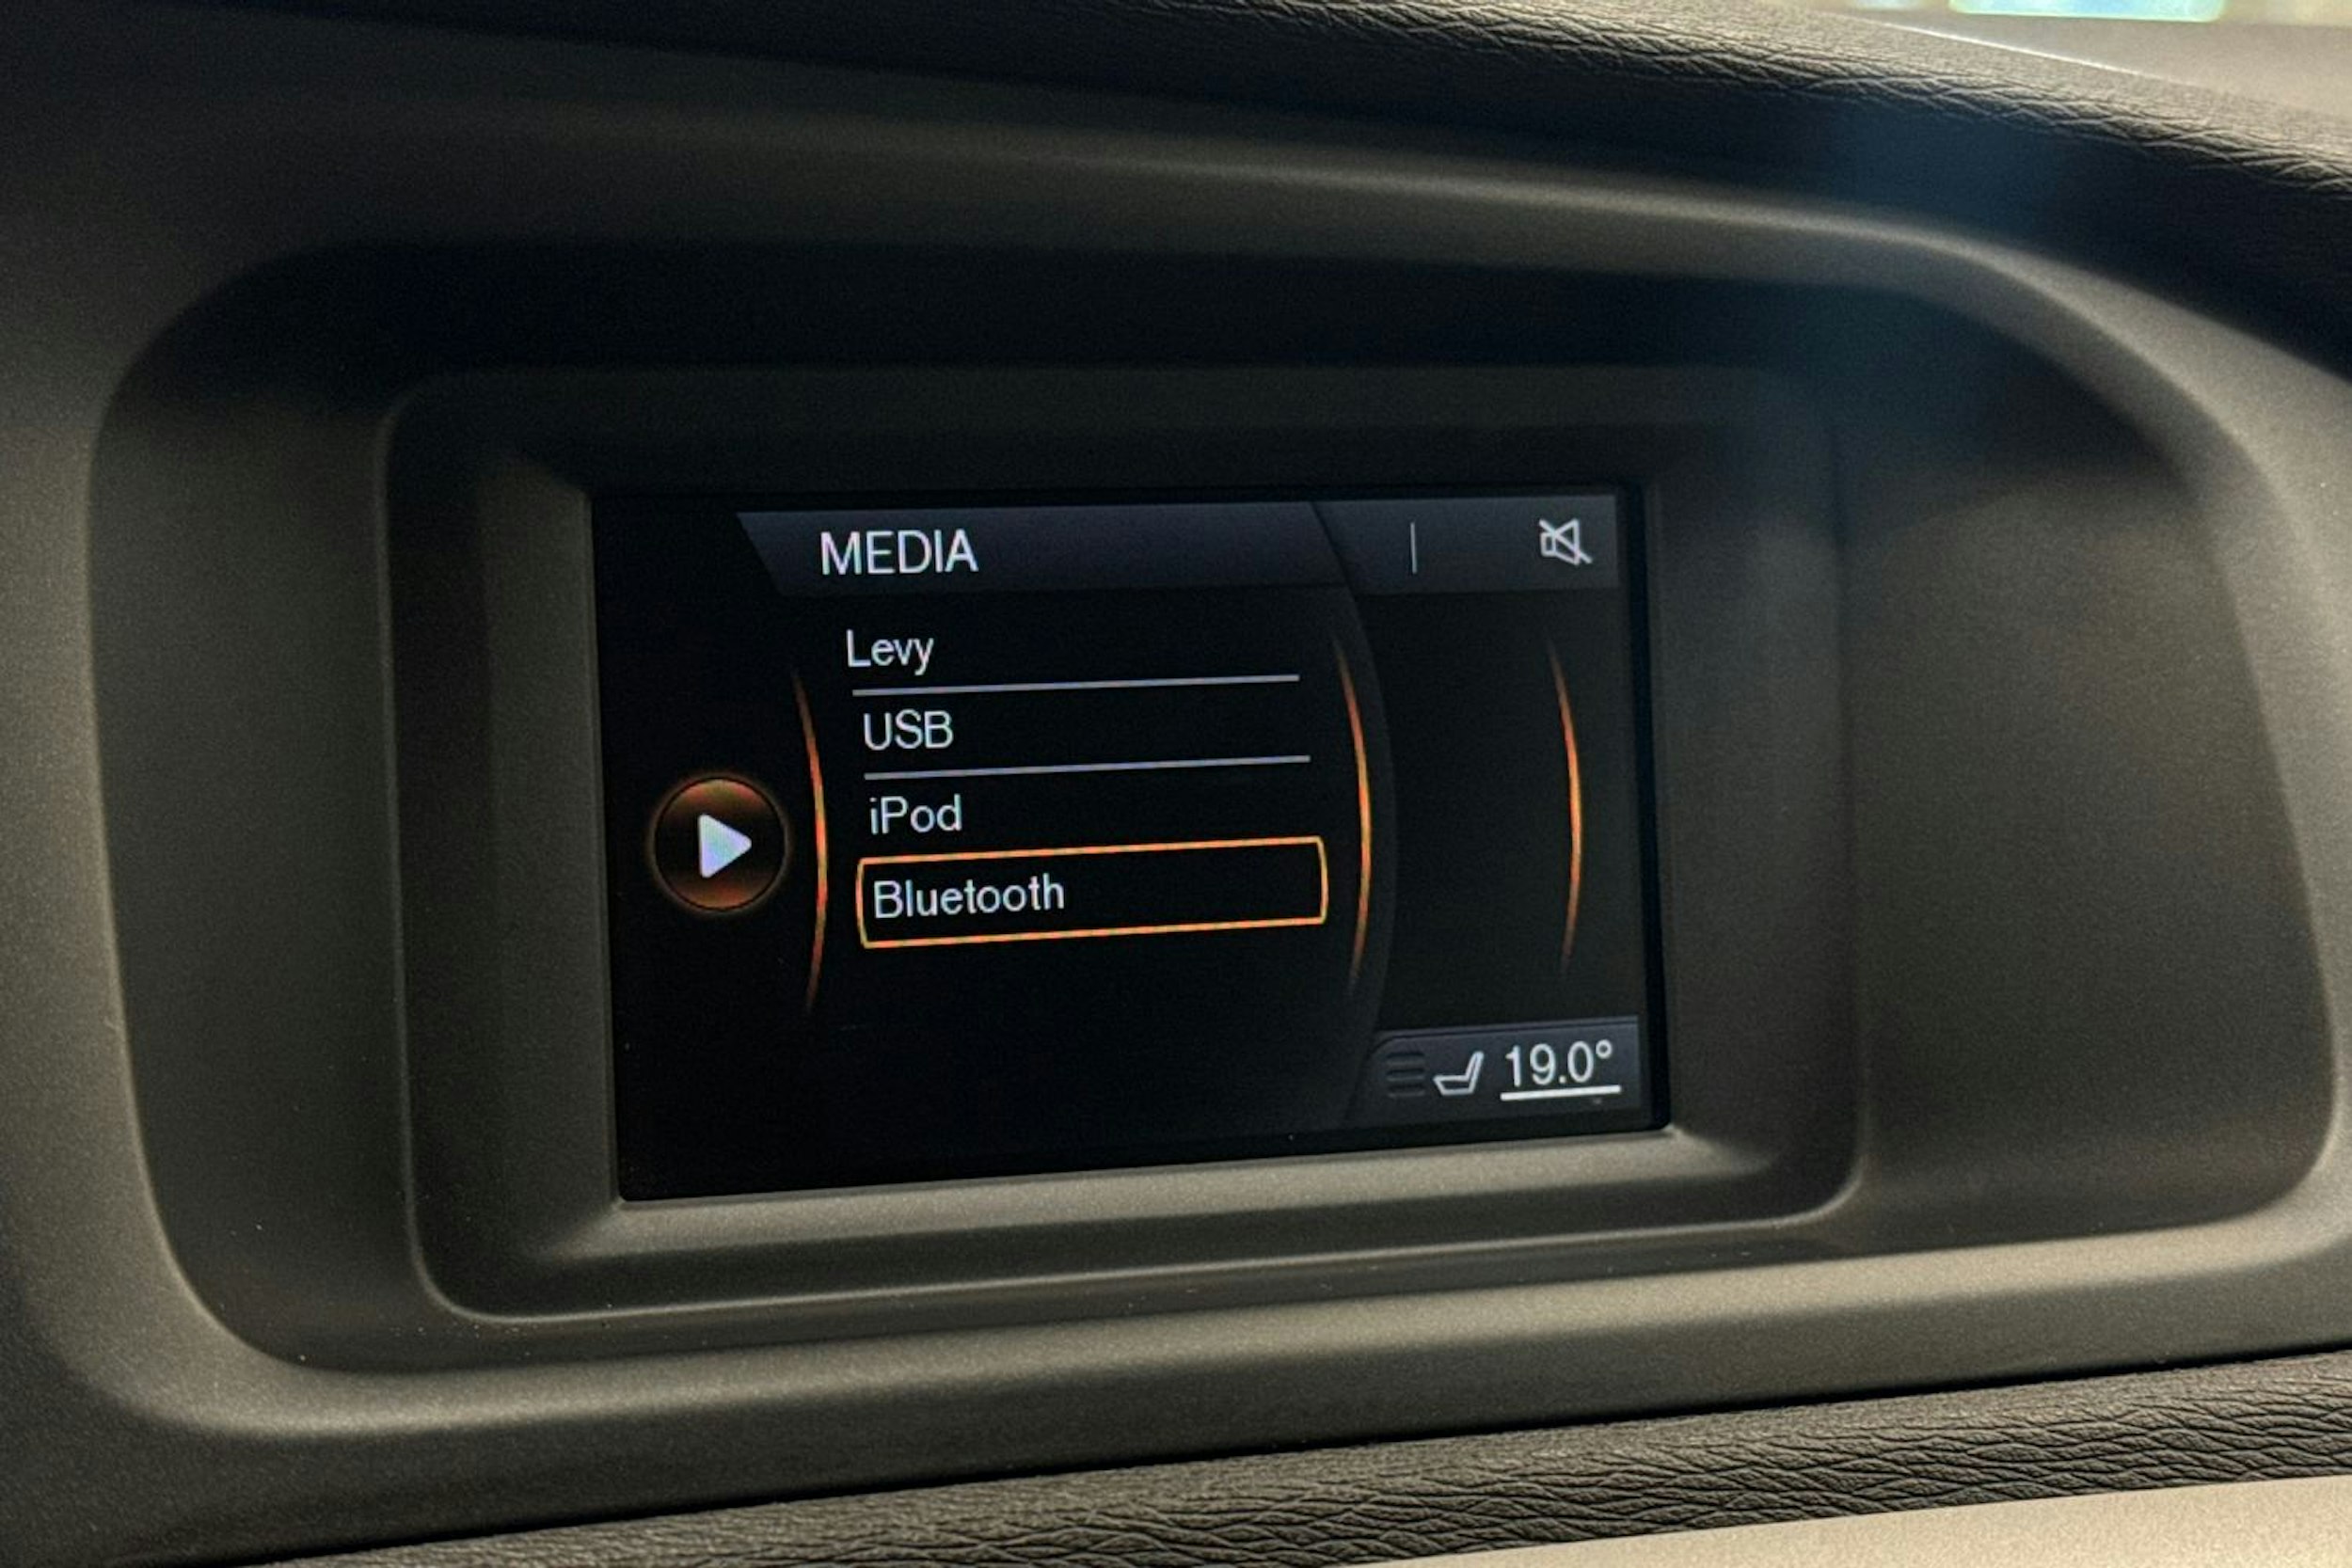 MEDIA
Levy
USB
iPod
Bluetooth
19.0°